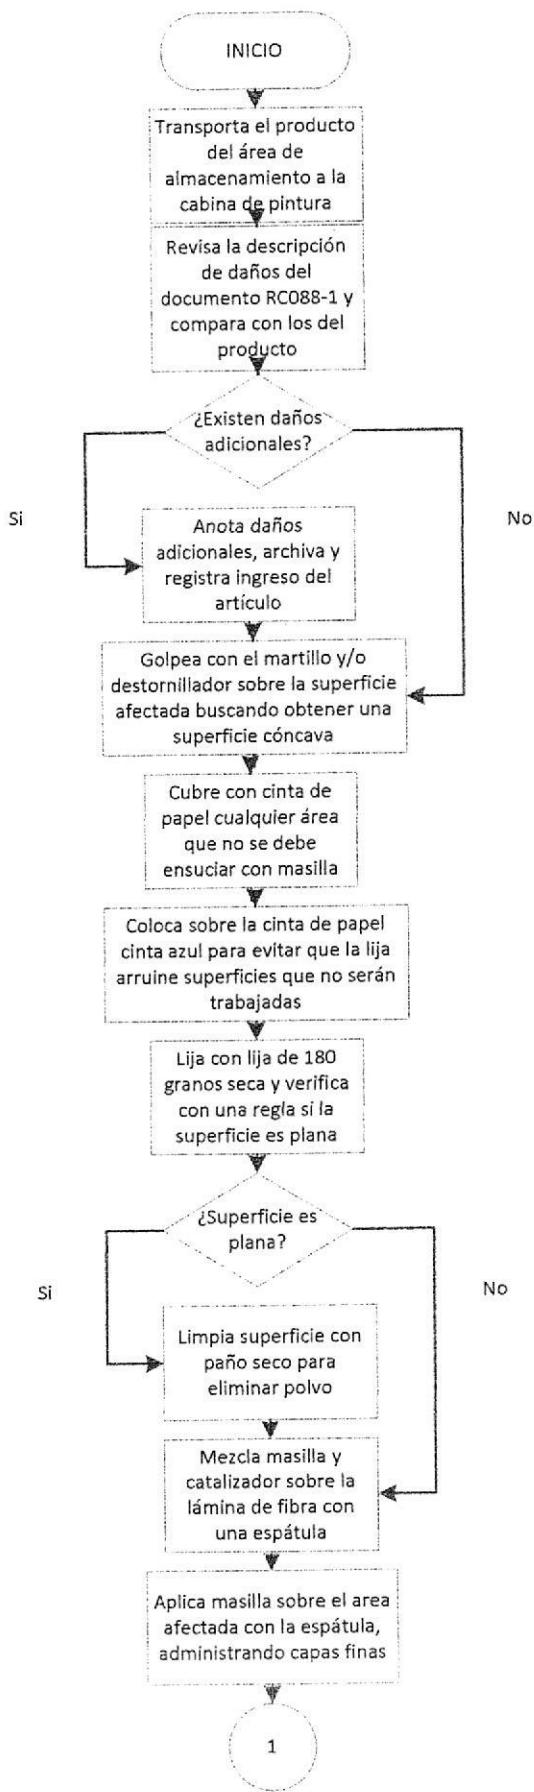 INICIO
Transporta el producto
del área de
almacenamiento a la
cabina de pintura
Revisa la descripción
de daños del
documento RC088-1 y
compara con los del
producto
¿Existen daños
adicionales?
Si
No
Anota daños
adicionales, archiva y
registra ingreso del
artículo
Golpea con el martillo y/o
destornillador sobre la superficie
afectada buscando obtener una
superficie cóncava
Cubre con cinta de
papel cualquier área
que no se debe
ensuciar con masilla
Coloca sobre la cinta de papel
cinta azul para evitar que la lija
arruine superficies que no serán
trabajadas
Lija con lija de 180
granos seca y verifica
con una regla si la
superficie es plana
¿Superficie es
plana?
Si
No
Limpia superficie con
paño seco para
eliminar polvo
Mezcla masilla y
catalizador sobre la
lámina de fibra con
una espátula
Aplica masilla sobre el area
afectada con la espátula,
administrando capas finas
1